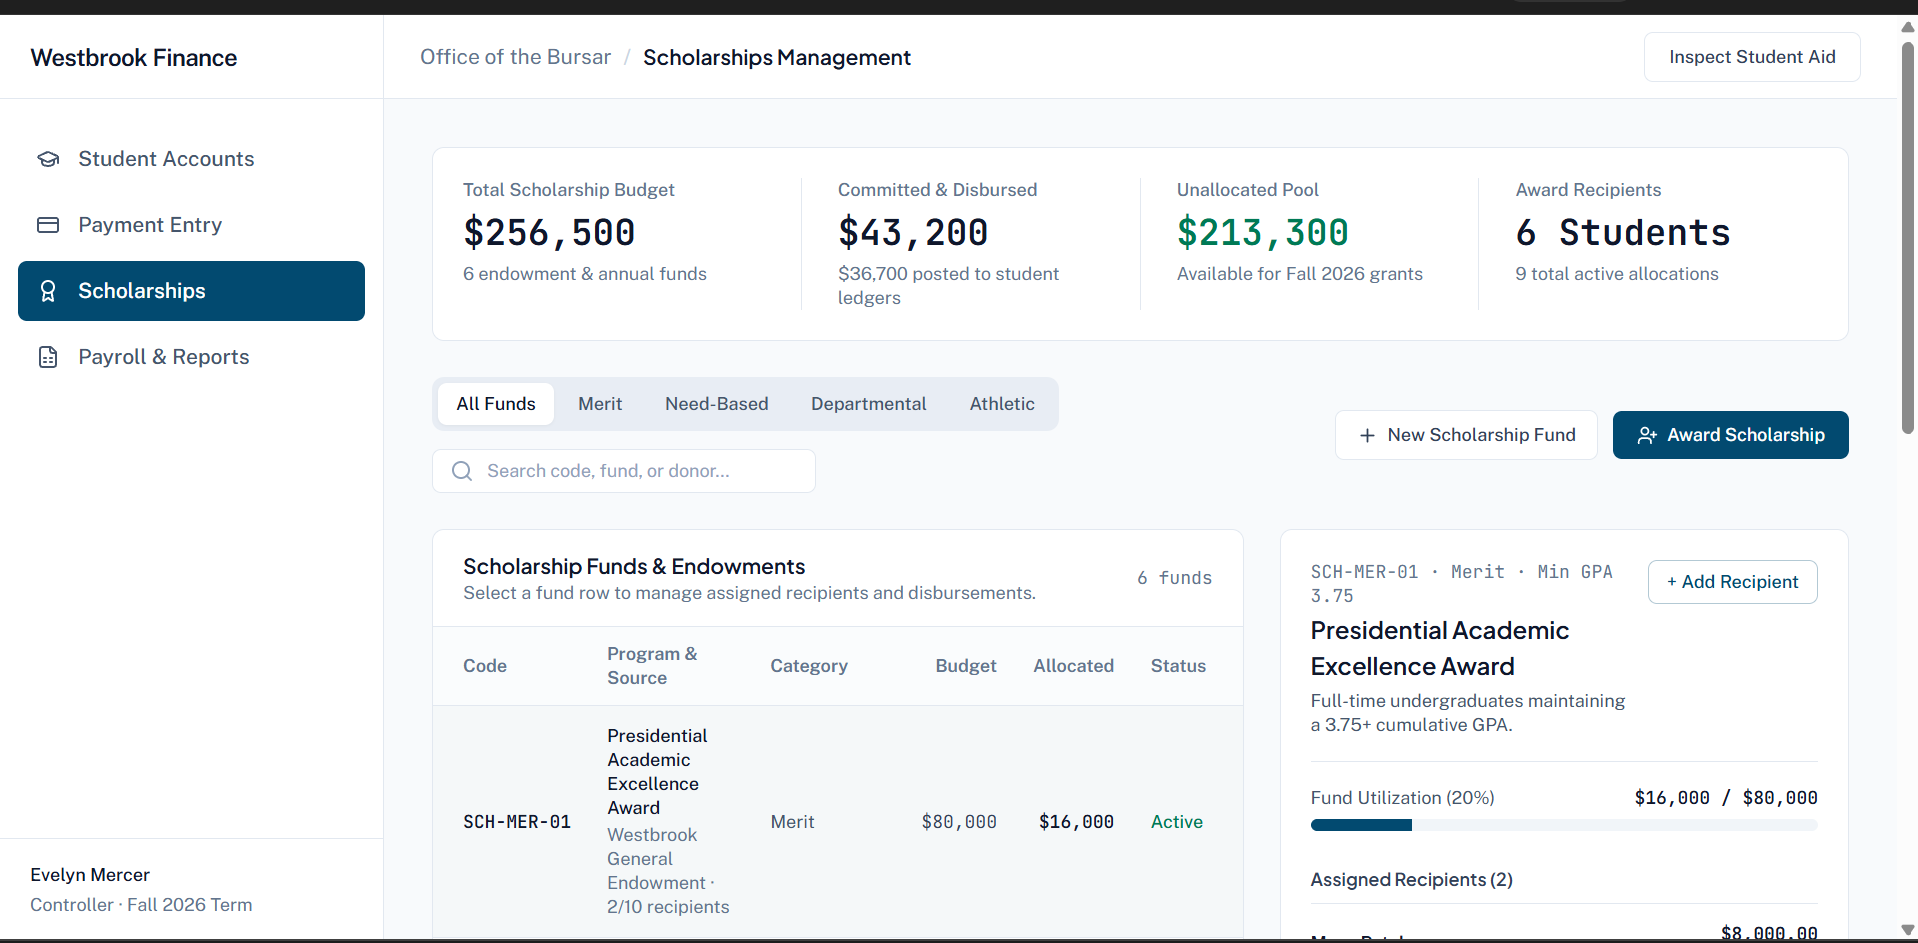 Westbrook Finance
Office of the Bursar / Scholarships Management
Inspect Student Aid
Student Accounts
Payment Entry
Scholarships
Payroll & Reports
Evelyn Mercer
Controller · Fall 2026 Term
Total Scholarship Budget
$256,500
6 endowment & annual funds
Committed & Disbursed
$43,200
$36,700 posted to student
ledgers
Unallocated Pool
$213,300
Available for Fall 2026 grants
Award Recipients
6 Students
9 total active allocations
All Funds Merit Need-Based Departmental Athletic
Search code, fund, or donor...
+ New Scholarship Fund
Award Scholarship
Scholarship Funds & Endowments
Select a fund row to manage assigned recipients and disbursements.
6 funds
Code Program & Source Category Budget Allocated Status
Presidential
Academic
Excellence
Award
Westbrook
General
Endowment ·
2/10 recipients
SCH-MER-01 Merit $80,000 $16,000 Active
SCH-MER-01 · Merit · Min GPA
3.75
+ Add Recipient
Presidential Academic
Excellence Award
Full-time undergraduates maintaining
a 3.75+ cumulative GPA.
Fund Utilization (20%) $16,000 / $80,000
Assigned Recipients (2)
$8,000.00